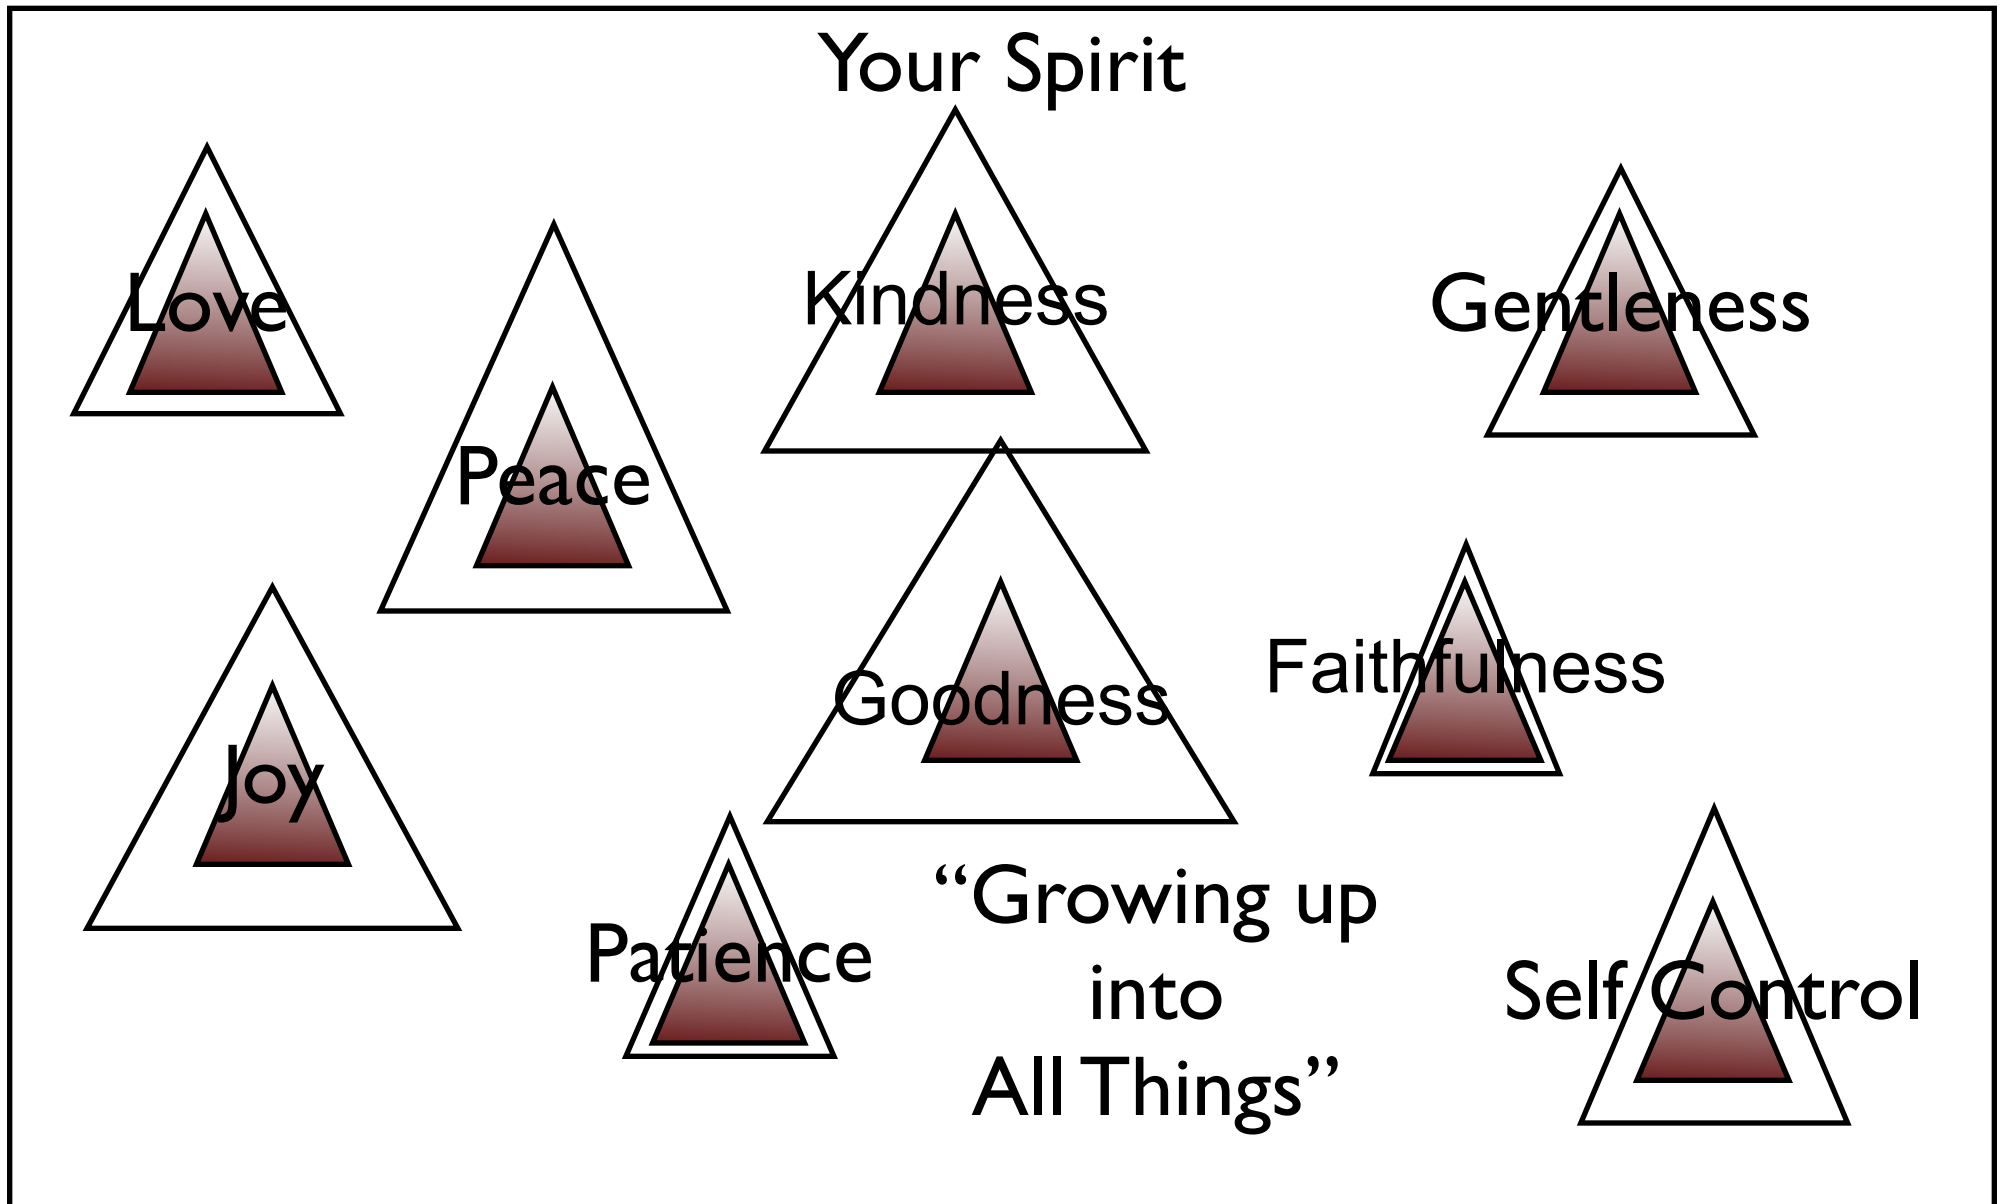 Your Spirit
Love
Kindness
Gentleness
Peace
Faithfulness
Goodness
Joy
Patience
“Growing up
into
All Things”
Self Control